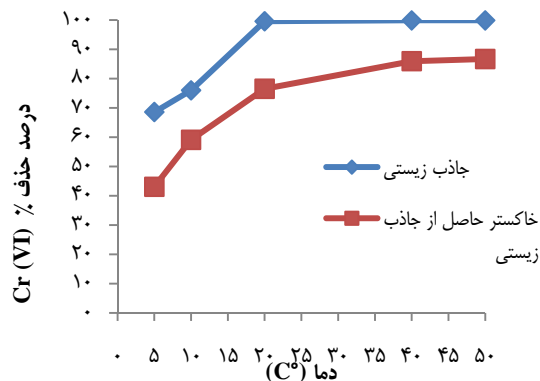 ۱۰۰
۹۰
۸۰
۷۰
۶۰
۵۰
۴۰
۳۰
۲۰
۱۰
۰
درصد حذف % Cr (VI)
جاذب زیستی
خاکستر حاصل از جاذب
زیستی
۰ ۵ ۱۰ ۱۵ ۲۰ ۲۵ ۳۰ ۳۵ ۴۰ ۴۵ ۵۰
دما (C°)